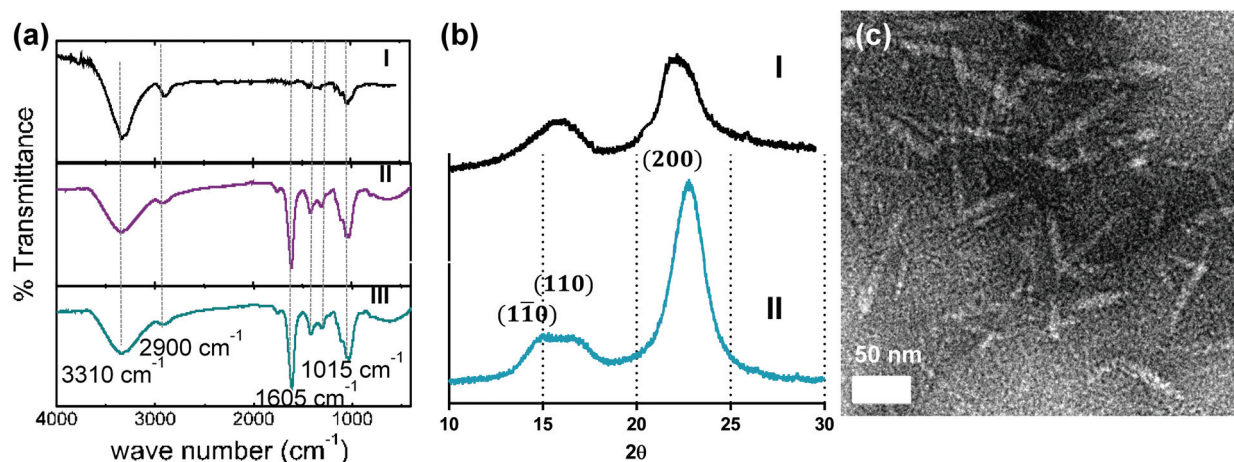 (a)
I
II
III
% Transmittance
2900 cm⁻¹
3310 cm⁻¹
1015 cm⁻¹
1605 cm⁻¹
4000 3000 2000 1000
wave number (cm⁻¹)
(b)
I
(200)
(110)
(11̄0)
II
10 15 20 25 30
2θ
(c)
50 nm